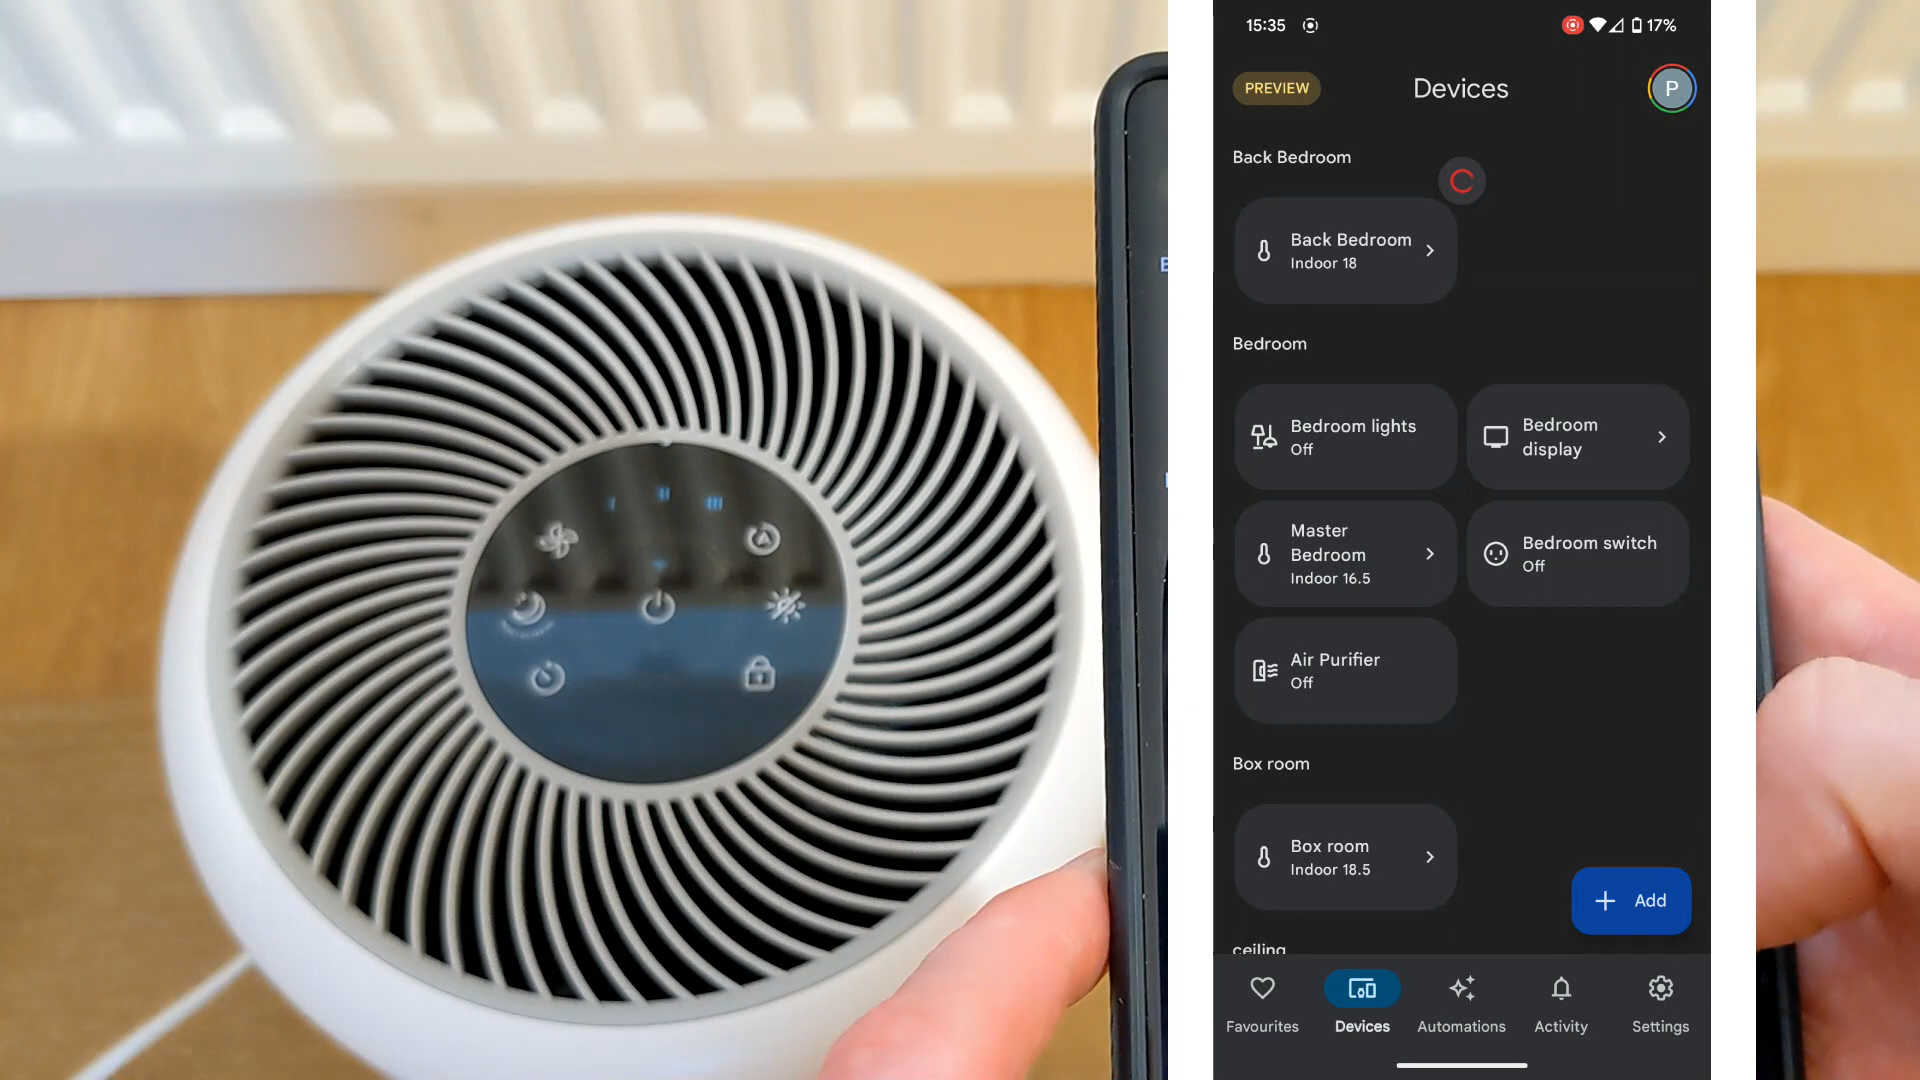 15:35
17%
PREVIEW
Devices
P
Back Bedroom
Back Bedroom
Indoor 18
Bedroom
Bedroom lights
Off
Bedroom
display
Master
Bedroom
Indoor 16.5
Bedroom switch
Off
Air Purifier
Off
Box room
Box room
Indoor 18.5
Add
ceiling
Favourites
Devices
Automations
Activity
Settings